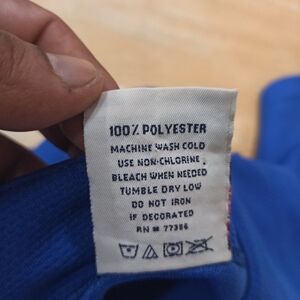 100% POLYESTER
MACHINE WASH COLD
USE NON-CHLORINE
BLEACH WHEN NEEDED
TUMBLE DRY LOW
DO NOT IRON
IF DECORATED
RN # 77386